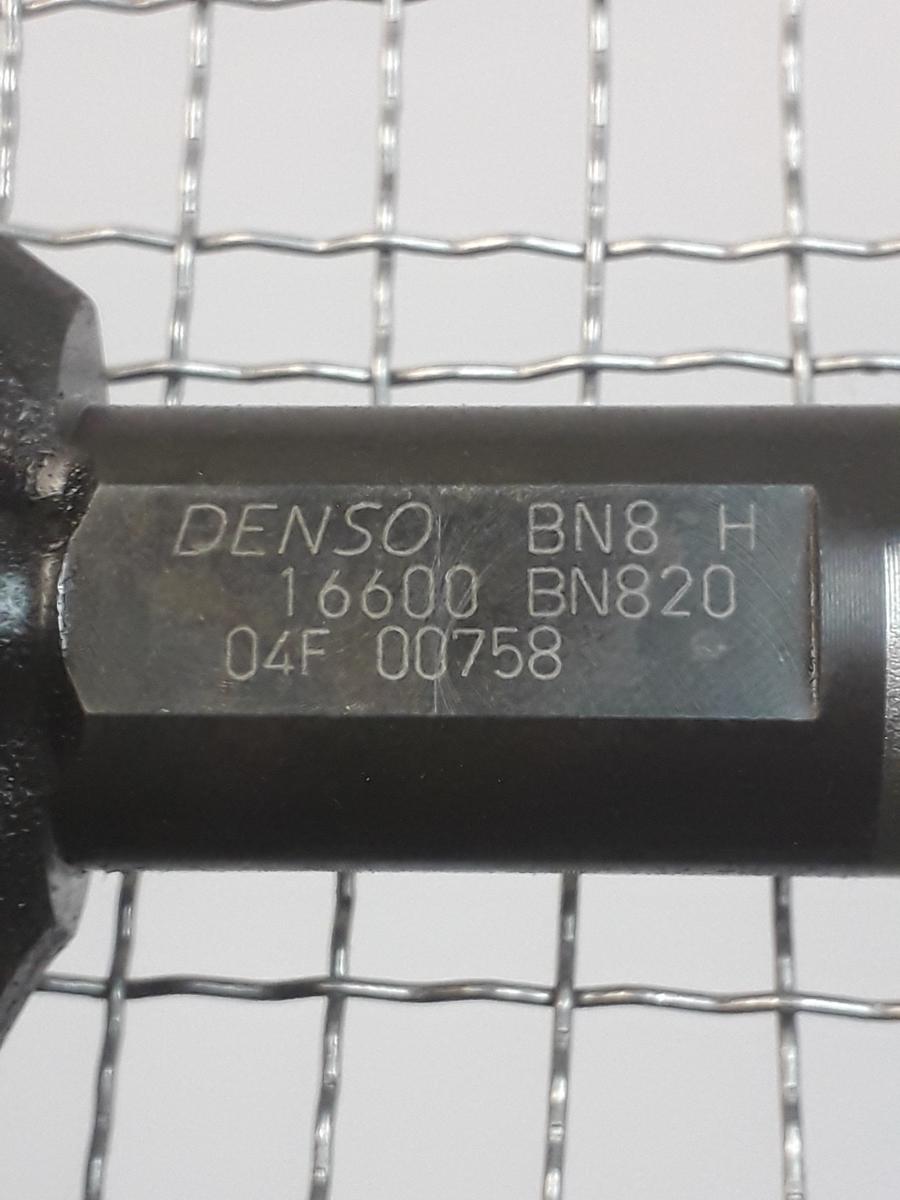 DENSO BN8 H
16600 BN820
04F 00758